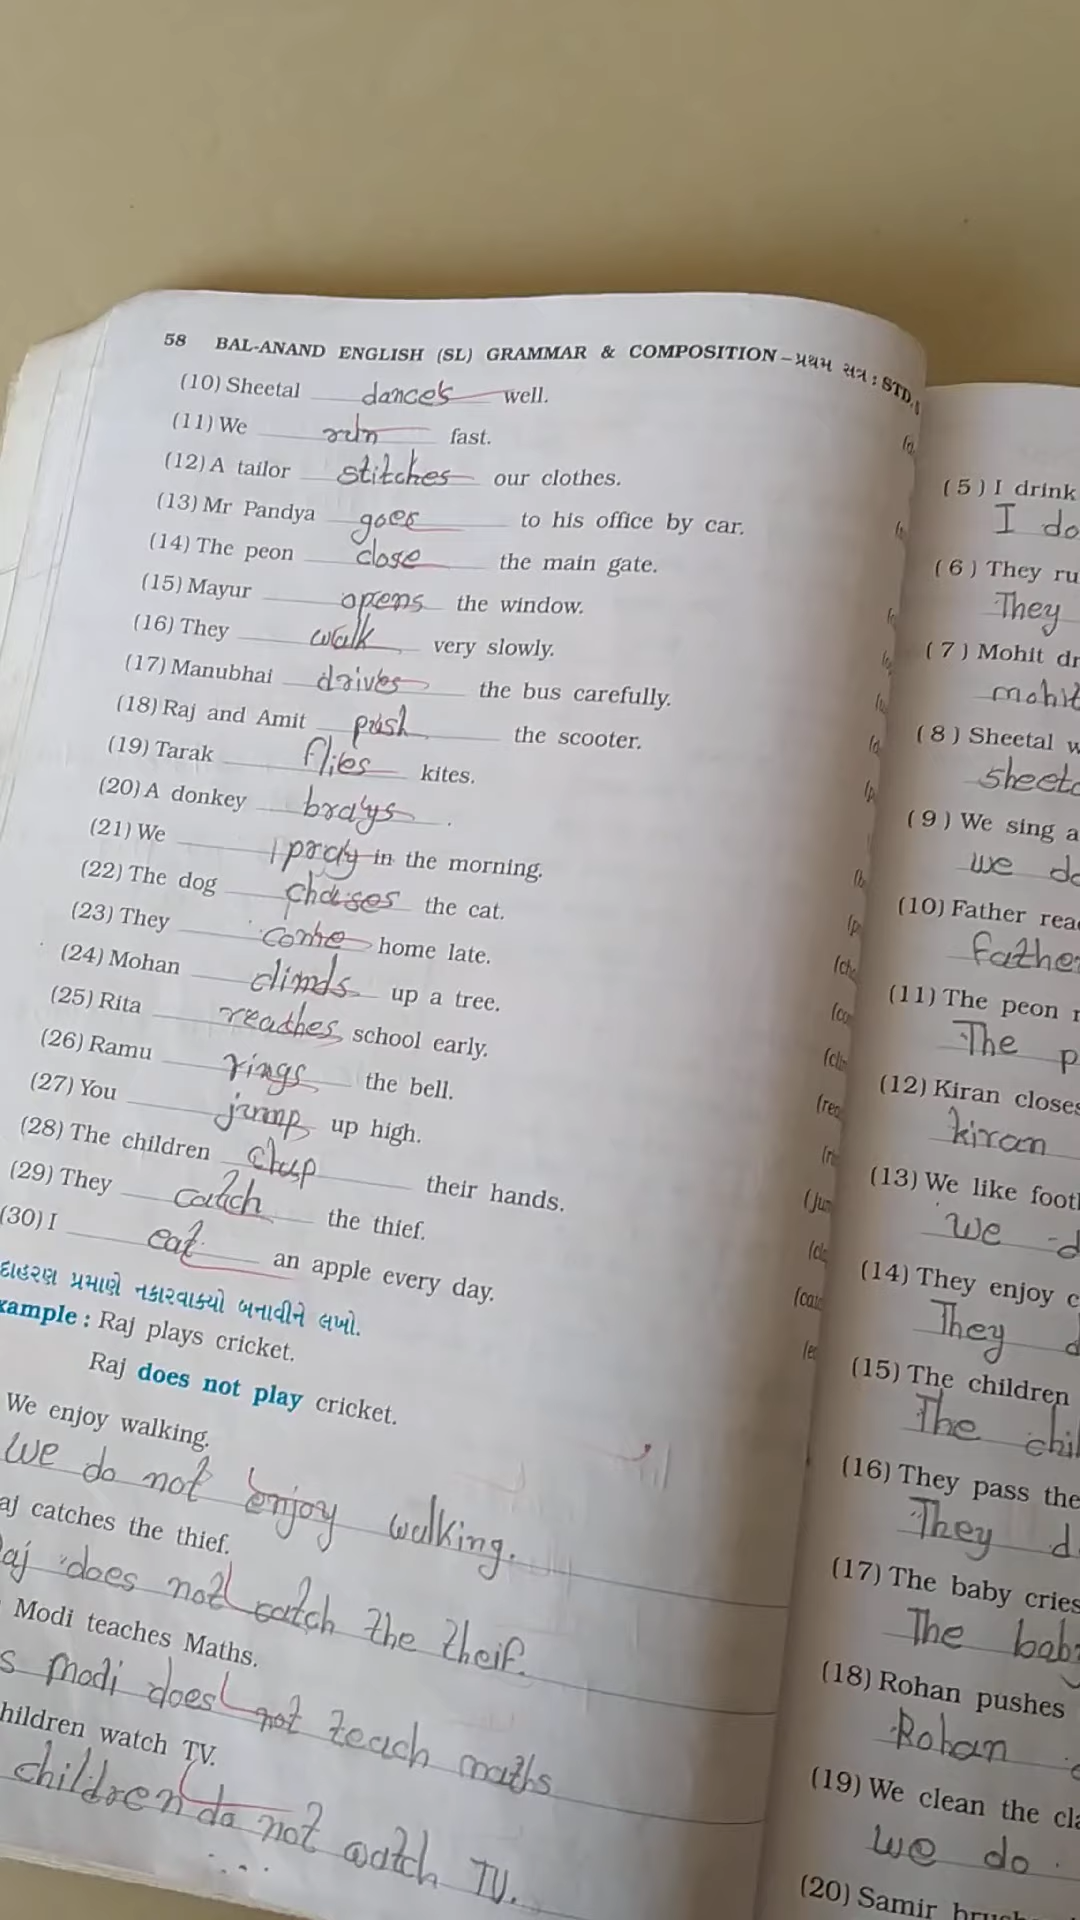 58 BAL-ANAND ENGLISH (SL) GRAMMAR & COMPOSITION – પ્રથમ સત્ર : STD.
(10) Sheetal dances well.
(11) We run fast.
(12) A tailor stitches our clothes.
(13) Mr Pandya goes to his office by car.
(14) The peon close the main gate.
(15) Mayur opens the window.
(16) They walk very slowly.
(17) Manubhai drives the bus carefully.
(18) Raj and Amit push the scooter.
(19) Tarak flies kites.
(20) A donkey brays.
(21) We pray in the morning.
(22) The dog chases the cat.
(23) They come home late.
(24) Mohan climds up a tree.
(25) Rita reaches school early.
(26) Ramu rings the bell.
(27) You jump up high.
(28) The children clap their hands.
(29) They catch the thief.
(30) I eat an apple every day.
દાહરણ પ્રમાણે નકારવાક્યો બનાવીને લખો.
xample : Raj plays cricket.
Raj does not play cricket.
We enjoy walking.
we do not enjoy walking.
aj catches the thief.
aj does not catch the theif.
Modi teaches Maths.
s modi does not teach maths
hildren watch TV.
children do not watch TV.
(5) I drink
I do
(6) They ru
They
(7) Mohit dr
mohit
(8) Sheetal w
sheeta
(9) We sing a
we do
(10) Father rea
father
(11) The peon r
The p
(12) Kiran closes
kiran
(13) We like footb
we d
(14) They enjoy c
They d
(15) The children
The chil
(16) They pass the
They d
(17) The baby cries
The baby
(18) Rohan pushes
Rohan
(19) We clean the cla
we do
(20) Samir brush